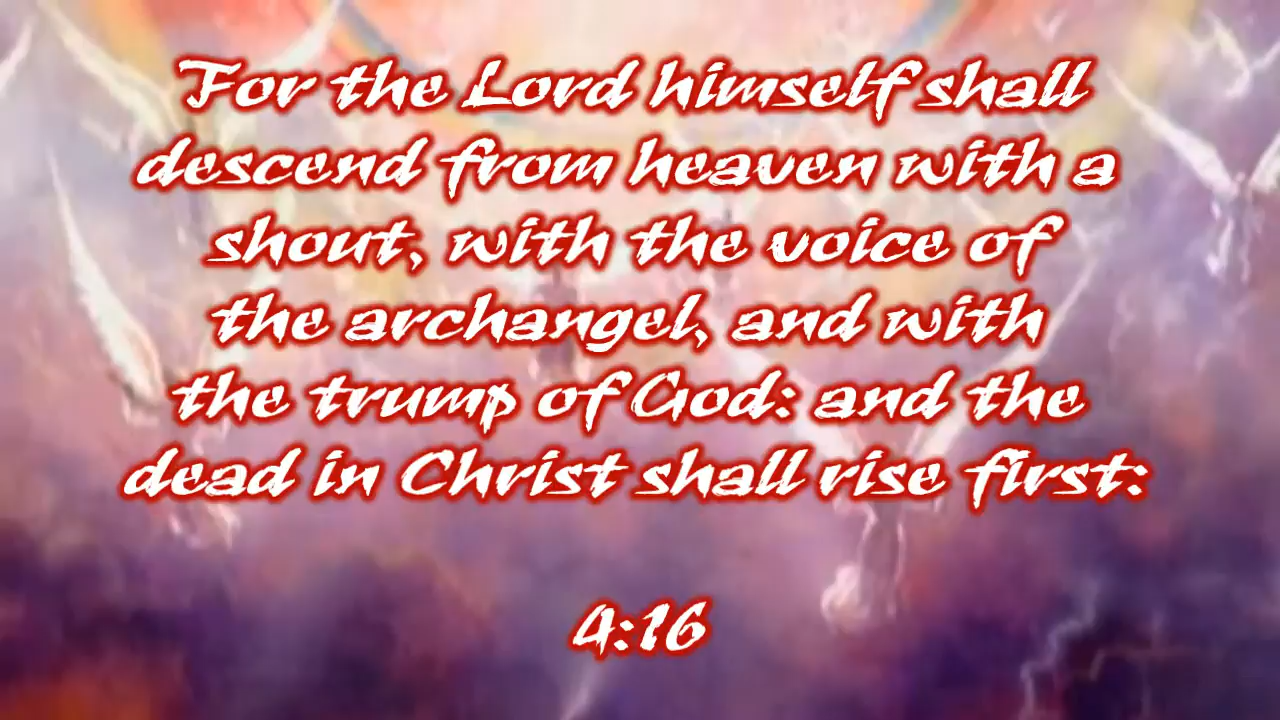 For the Lord himself shall
descend from heaven with a
shout, with the voice of
the archangel, and with
the trump of God: and the
dead in Christ shall rise first:
4:16